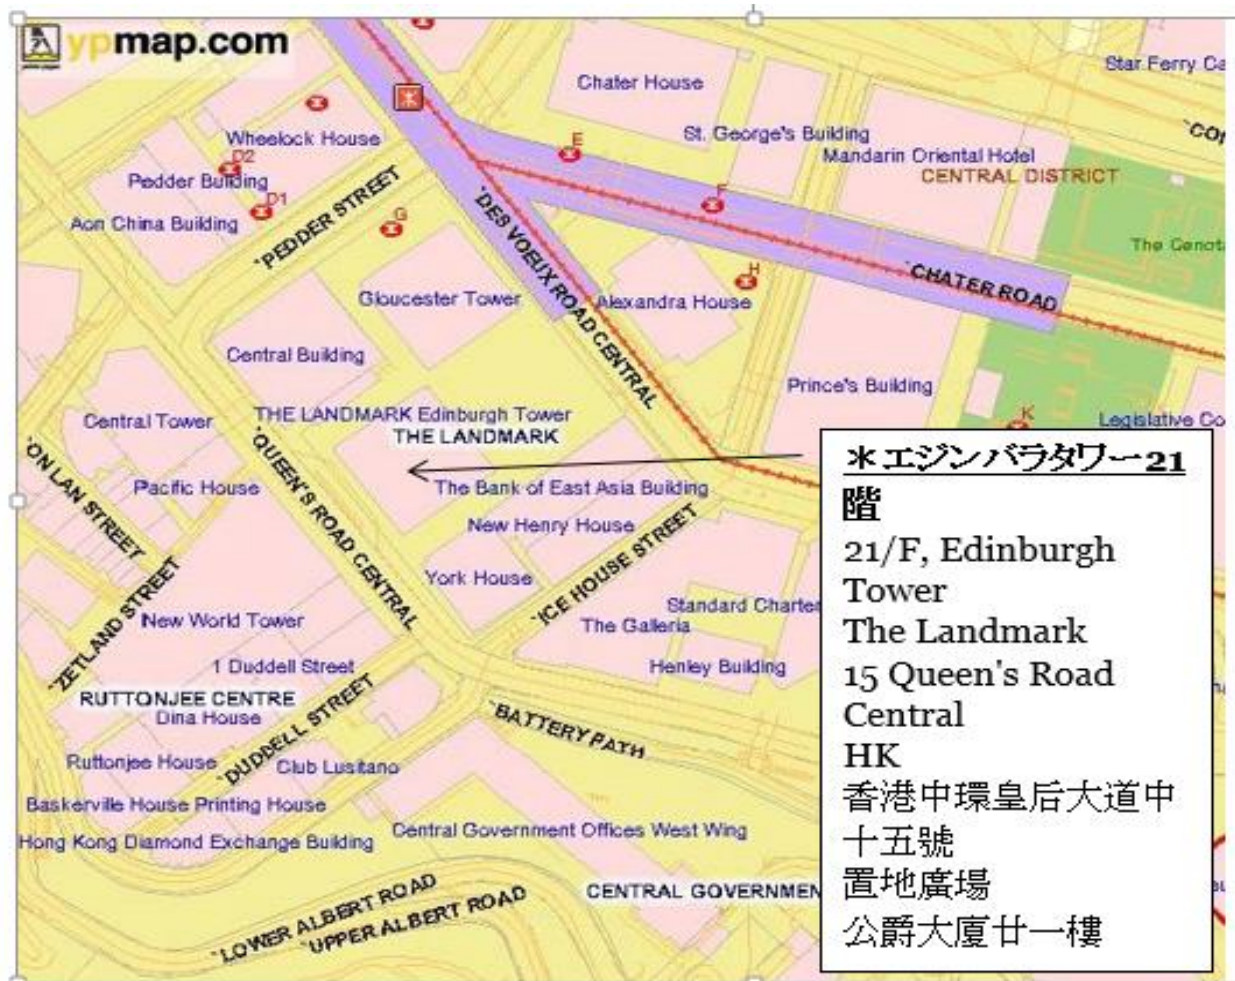 ypmap.com
Chater House
Star Ferry Ca
St. George's Building
Wheelock House
Mandarin Oriental Hotel
CENTRAL DISTRICT
D2
Pedder Building
D1
Aon China Building
E
F
G
H
K
PEDDER STREET
DES VOEUX ROAD CENTRAL
CHATER ROAD
The Cenota
Gloucester Tower
Alexandra House
Central Building
Prince's Building
Central Tower
THE LANDMARK Edinburgh Tower
THE LANDMARK
Legislative Co
ON LAN STREET
Pacific House
QUEEN'S ROAD CENTRAL
The Bank of East Asia Building
New Henry House
York House
ICE HOUSE STREET
ZETLAND STREET
New World Tower
Standard Charter
The Galleria
1 Duddell Street
Henley Building
RUTTONJEE CENTRE
Dina House
BATTERY PATH
Ruttonjee House
DUDDELL STREET
Club Lusitano
Baskerville House Printing House
Hong Kong Diamond Exchange Building
Central Government Offices West Wing
CENTRAL GOVERNMEN
LOWER ALBERT ROAD
UPPER ALBERT ROAD
＊エジンバラタワー21
階
21/F, Edinburgh
Tower
The Landmark
15 Queen's Road
Central
HK
香港中環皇后大道中
十五號
置地廣場
公爵大廈廿一樓